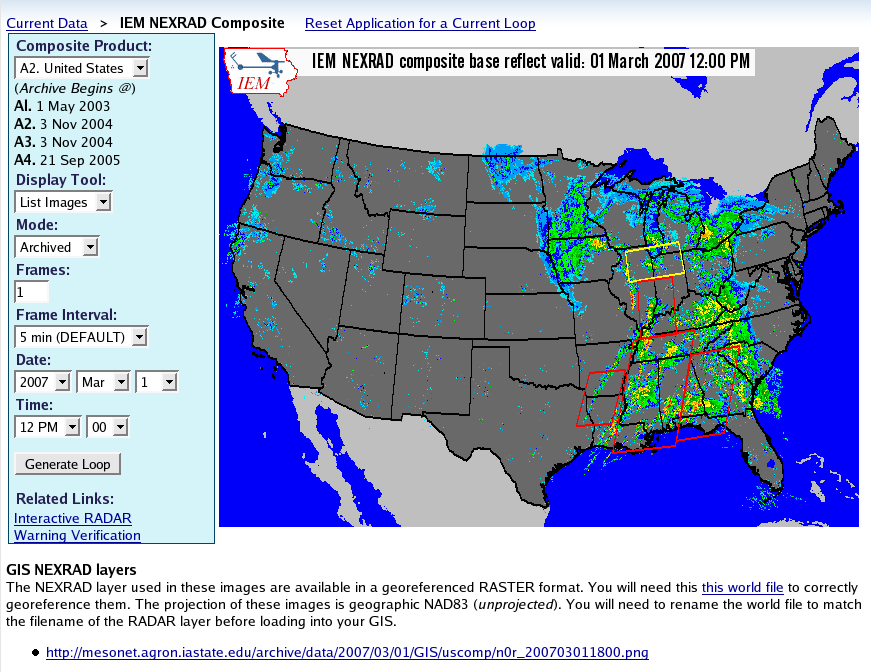 Current Data > IEM NEXRAD Composite Reset Application for a Current Loop
Composite Product:
A2. United States
(Archive Begins @)
A1. 1 May 2003
A2. 3 Nov 2004
A3. 3 Nov 2004
A4. 21 Sep 2005
Display Tool:
List Images
Mode:
Archived
Frames:
1
Frame Interval:
5 min (DEFAULT)
Date:
2007 Mar 1
Time:
12 PM 00
Generate Loop
Related Links:
Interactive RADAR
Warning Verification
IEM
IEM NEXRAD composite base reflect valid: 01 March 2007 12:00 PM
GIS NEXRAD layers
The NEXRAD layer used in these images are available in a georeferenced RASTER format. You will need this this world file to correctly
georeference them. The projection of these images is geographic NAD83 (unprojected). You will need to rename the world file to match
the filename of the RADAR layer before loading into your GIS.
http://mesonet.agron.iastate.edu/archive/data/2007/03/01/GIS/uscomp/n0r_200703011800.png